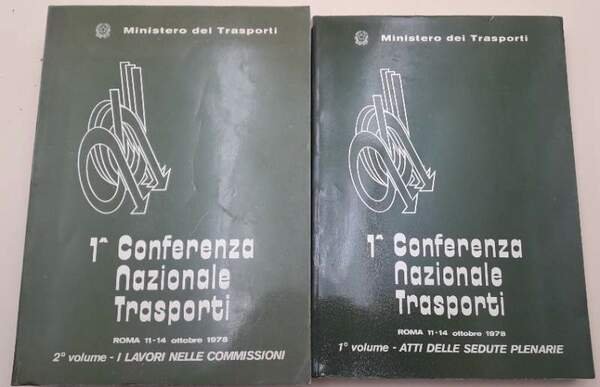 Ministero dei Trasporti
1ª Conferenza
Nazionale
Trasporti
ROMA 11-14 ottobre 1978
2° volume - I LAVORI NELLE COMMISSIONI
Ministero dei Trasporti
1ª Conferenza
Nazionale
Trasporti
ROMA 11-14 ottobre 1978
1° volume - ATTI DELLE SEDUTE PLENARIE